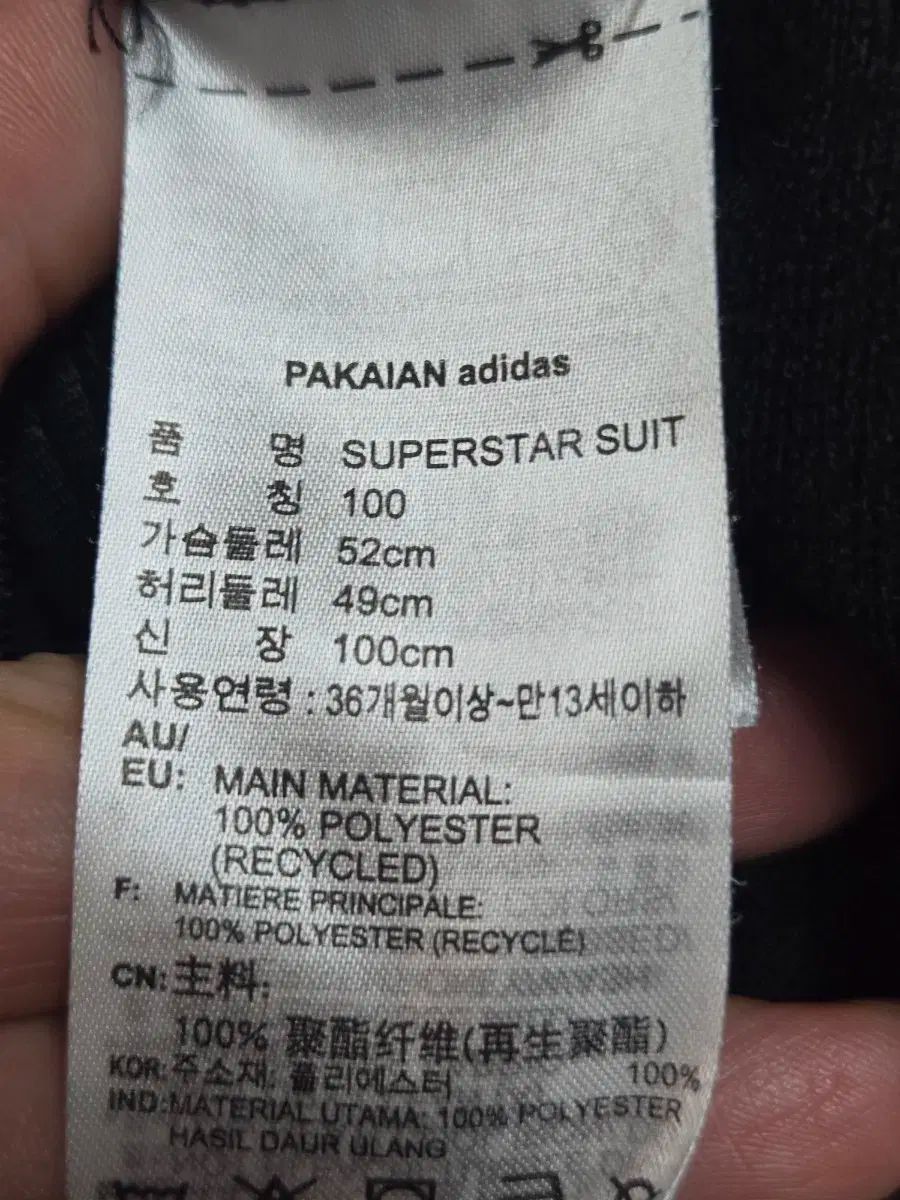 PAKAIAN adidas
품 명 SUPERSTAR SUIT
호 칭 100
가슴둘레 52cm
허리둘레 49cm
신 장 100cm
사용연령 : 36개월이상~만13세이하
AU/
EU: MAIN MATERIAL:
100% POLYESTER
(RECYCLED)
F: MATIERE PRINCIPALE:
100% POLYESTER (RECYCLÉ)
CN: 主料:
100% 聚酯纤维(再生聚酯)
KOR: 주소재: 폴리에스터 100%
IND: MATERIAL UTAMA: 100% POLYESTER
HASIL DAUR ULANG